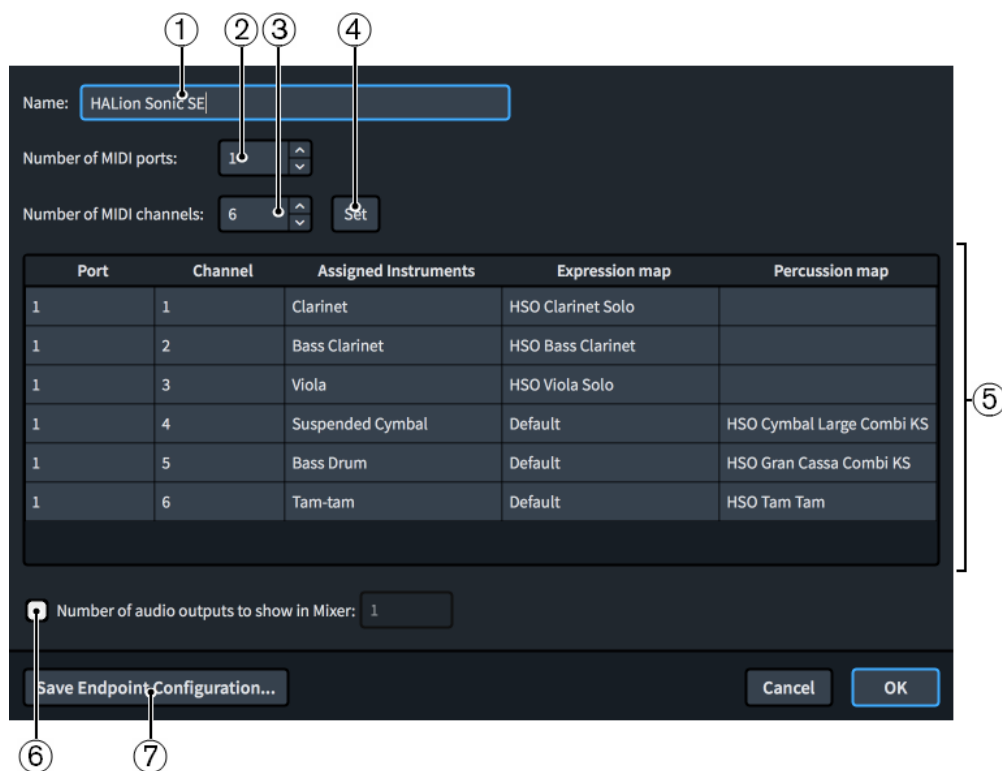 ① ② ③ ④
Name: HALion Sonic SE
Number of MIDI ports: 1
Number of MIDI channels: 6 Set
Port Channel Assigned Instruments Expression map Percussion map
1 1 Clarinet HSO Clarinet Solo
1 2 Bass Clarinet HSO Bass Clarinet
1 3 Viola HSO Viola Solo
⑤
1 4 Suspended Cymbal Default HSO Cymbal Large Combi KS
1 5 Bass Drum Default HSO Gran Cassa Combi KS
1 6 Tam-tam Default HSO Tam Tam
Number of audio outputs to show in Mixer: 1
Save Endpoint Configuration... Cancel OK
⑥ ⑦